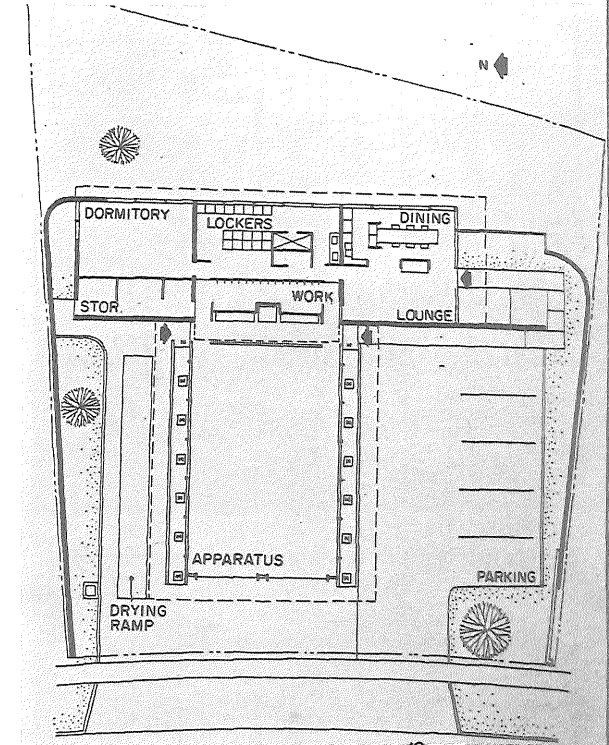 N
DORMITORY
LOCKERS
DINING
WORK
STOR.
LOUNGE
APPARATUS
PARKING
DRYING
RAMP